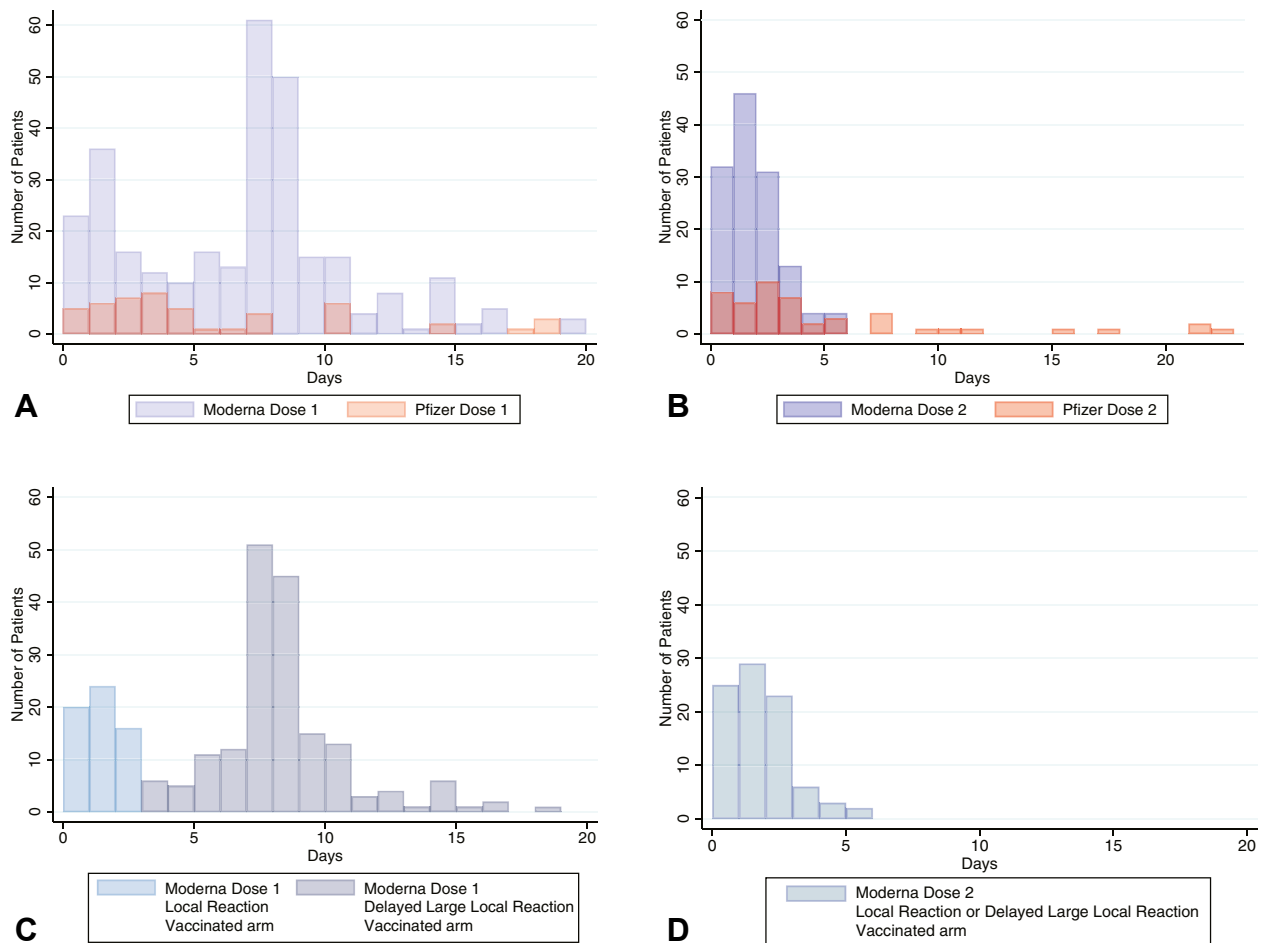 Number of Patients
60
50
40
30
20
10
0
0 5 10 15 20
Days
A
Moderna Dose 1 Pfizer Dose 1
Number of Patients
60
50
40
30
20
10
0
0 5 10 15 20
Days
B
Moderna Dose 2 Pfizer Dose 2
Number of Patients
60
50
40
30
20
10
0
0 5 10 15 20
Days
C
Moderna Dose 1
Local Reaction
Vaccinated arm
Moderna Dose 1
Delayed Large Local Reaction
Vaccinated arm
Number of Patients
60
50
40
30
20
10
0
0 5 10 15 20
Days
D
Moderna Dose 2
Local Reaction or Delayed Large Local Reaction
Vaccinated arm